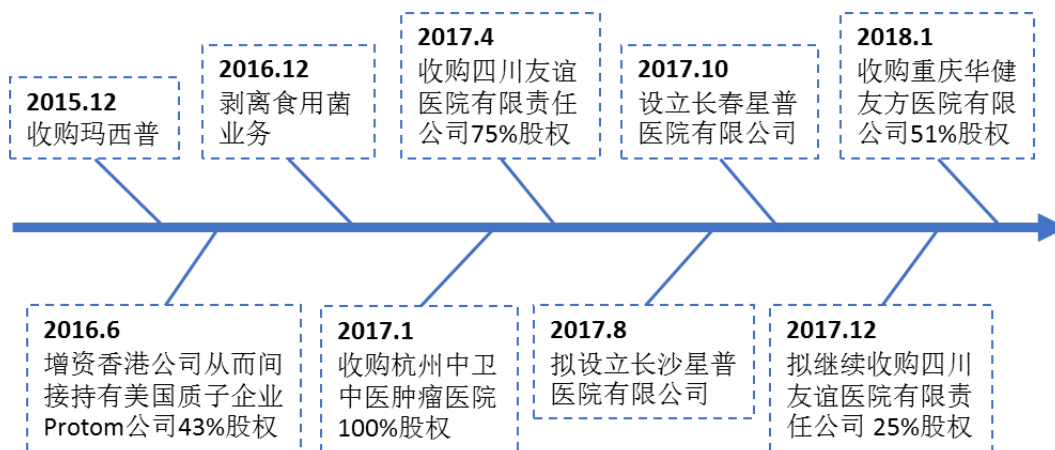 2015.12
收购玛西普
2016.12
剥离食用菌
业务
2017.4
收购四川友谊
医院有限责任
公司75%股权
2017.10
设立长春星普
医院有限公司
2018.1
收购重庆华健
友方医院有限
公司51%股权
2016.6
增资香港公司从而间
接持有美国质子企业
Protom公司43%股权
2017.1
收购杭州中卫
中医肿瘤医院
100%股权
2017.8
拟设立长沙星普
医院有限公司
2017.12
拟继续收购四川
友谊医院有限责
任公司 25%股权